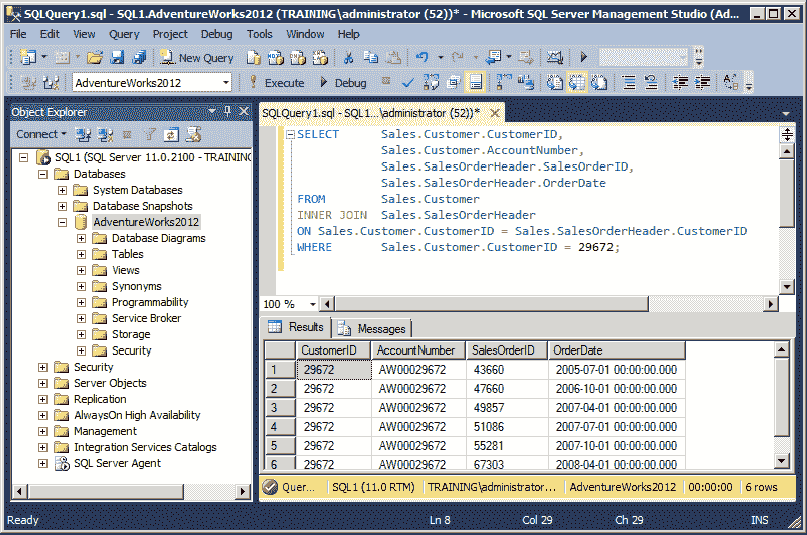 SQLQuery1.sql - SQL1.AdventureWorks2012 (TRAINING\administrator (52))* - Microsoft SQL Server Management Studio (Ad...
File Edit View Query Project Debug Tools Window Help
New Query
AdventureWorks2012 Execute Debug
Object Explorer
Connect
SQL1 (SQL Server 11.0.2100 - TRAINING
Databases
System Databases
Database Snapshots
AdventureWorks2012
Database Diagrams
Tables
Views
Synonyms
Programmability
Service Broker
Storage
Security
Security
Server Objects
Replication
AlwaysOn High Availability
Management
Integration Services Catalogs
SQL Server Agent
SQLQuery1.sql - SQL1...\administrator (52))*
SELECT Sales.Customer.CustomerID,
Sales.Customer.AccountNumber,
Sales.SalesOrderHeader.SalesOrderID,
Sales.SalesOrderHeader.OrderDate
FROM Sales.Customer
INNER JOIN Sales.SalesOrderHeader
ON Sales.Customer.CustomerID = Sales.SalesOrderHeader.CustomerID
WHERE Sales.Customer.CustomerID = 29672;
100 %
Results Messages
CustomerID AccountNumber SalesOrderID OrderDate
1 29672 AW00029672 43660 2005-07-01 00:00:00.000
2 29672 AW00029672 47660 2006-10-01 00:00:00.000
3 29672 AW00029672 49857 2007-04-01 00:00:00.000
4 29672 AW00029672 51086 2007-07-01 00:00:00.000
5 29672 AW00029672 55281 2007-10-01 00:00:00.000
6 29672 AW00029672 67303 2008-04-01 00:00:00.000
Quer... SQL1 (11.0 RTM) TRAINING\administrator... AdventureWorks2012 00:00:00 6 rows
Ready Ln 8 Col 29 Ch 29 INS